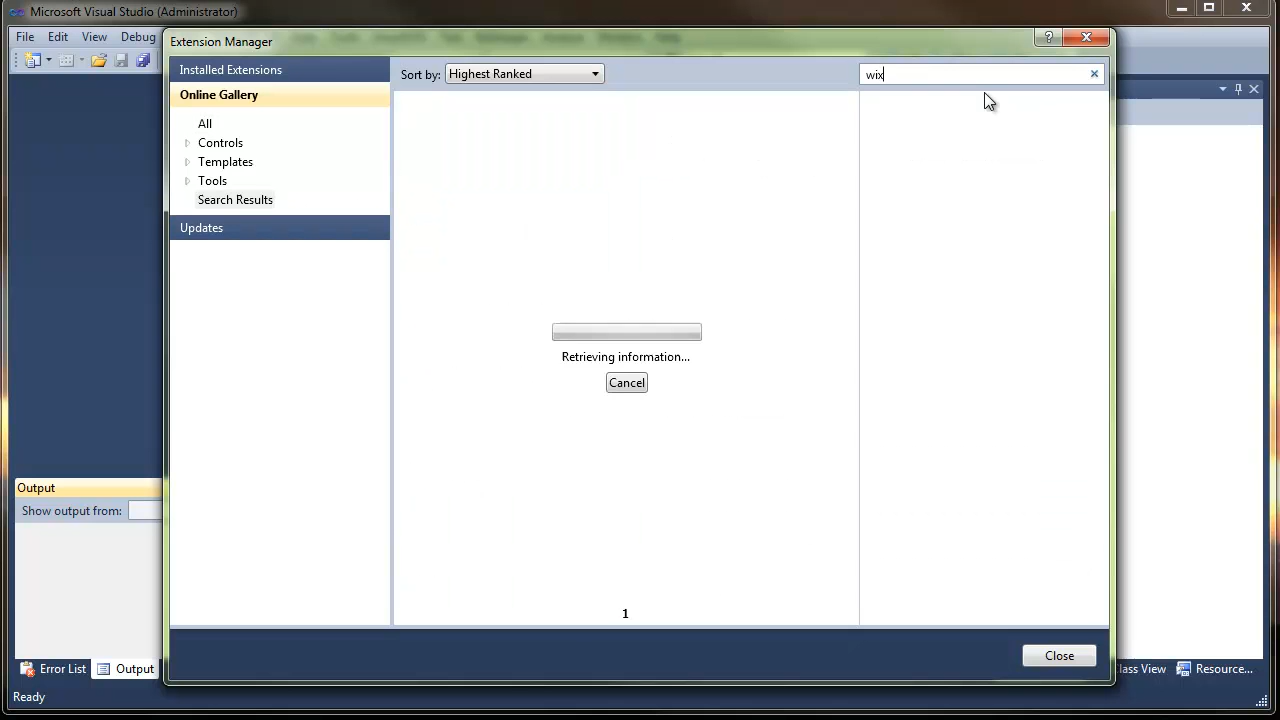 Microsoft Visual Studio (Administrator)
File Edit View Debug
Extension Manager
Installed Extensions
Online Gallery
All
Controls
Templates
Tools
Search Results
Updates
Sort by: Highest Ranked
wix
Retrieving information...
Cancel
1
Close
Output
Show output from:
Error List Output
lass View Resource...
Ready